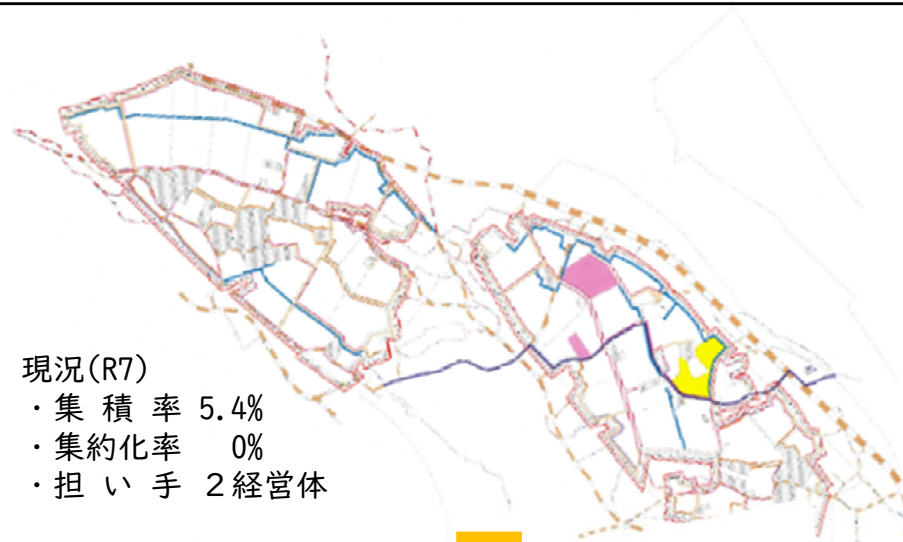 現況(R7)
・集 積 率 5.4%
・集約化率 0%
・担 い 手 2経営体